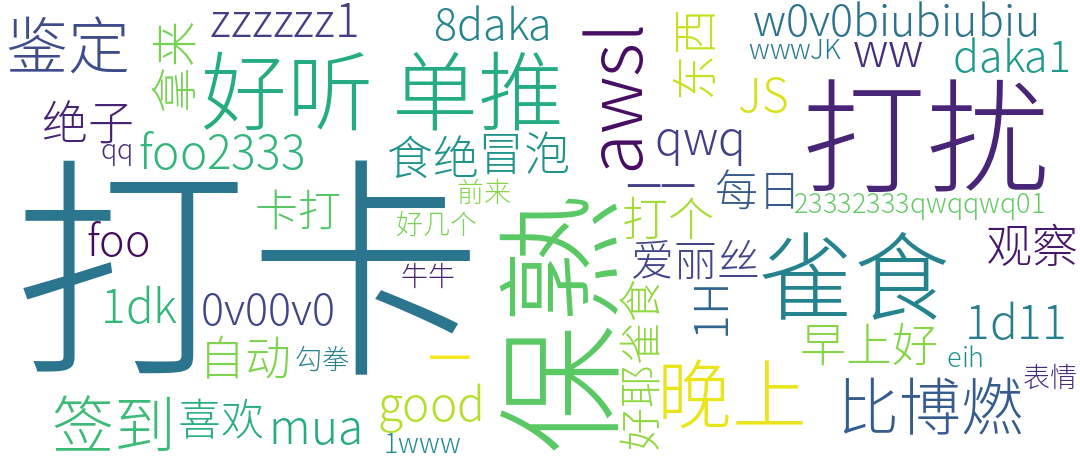 鉴定
拿来
zzzzzz1
8daka
awsl
东西
w0v0biubiubiu
wwwJK
ww
daka1
好听
单推
JS
打扰
绝子
qq
foo2333
食绝
冒泡
qwq
打卡
卡打
前来
好几个
一一
打个
每日
23332333qwqqwq01
foo
牛牛
保熟
爱丽丝
雀食
观察
1dk
0v00v0
雀食
1H
自动
勾拳
一
早上好
1d11
eih
表情
签到
喜欢
mua
good
1www
好耶
晚上
比博燃